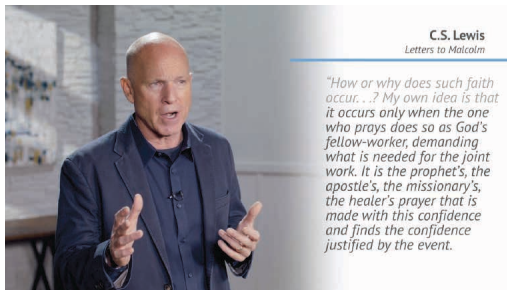 C.S. Lewis
Letters to Malcolm
“How or why does such faith
occur. . .? My own idea is that
it occurs only when the one
who prays does so as God's
fellow-worker, demanding
what is needed for the joint
work. It is the prophet's, the
apostle's, the missionary's,
the healer's prayer that is
made with this confidence
and finds the confidence
justified by the event.